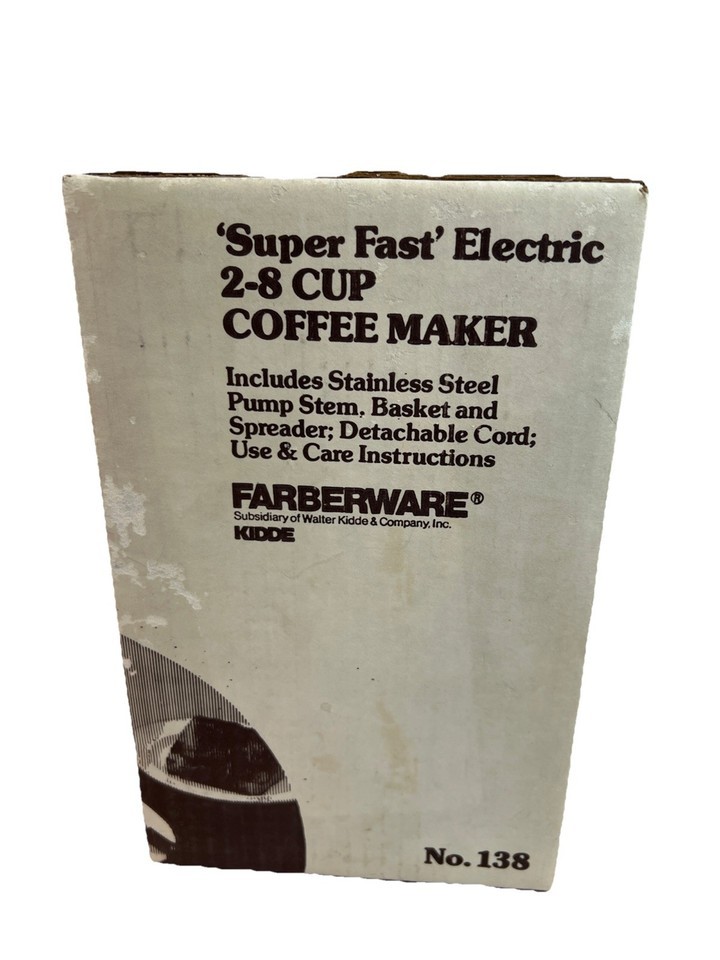 ‘Super Fast’ Electric
2-8 CUP
COFFEE MAKER
Includes Stainless Steel
Pump Stem, Basket and
Spreader; Detachable Cord;
Use & Care Instructions
FARBERWARE®
Subsidiary of Walter Kidde & Company, Inc.
KIDDE
No. 138